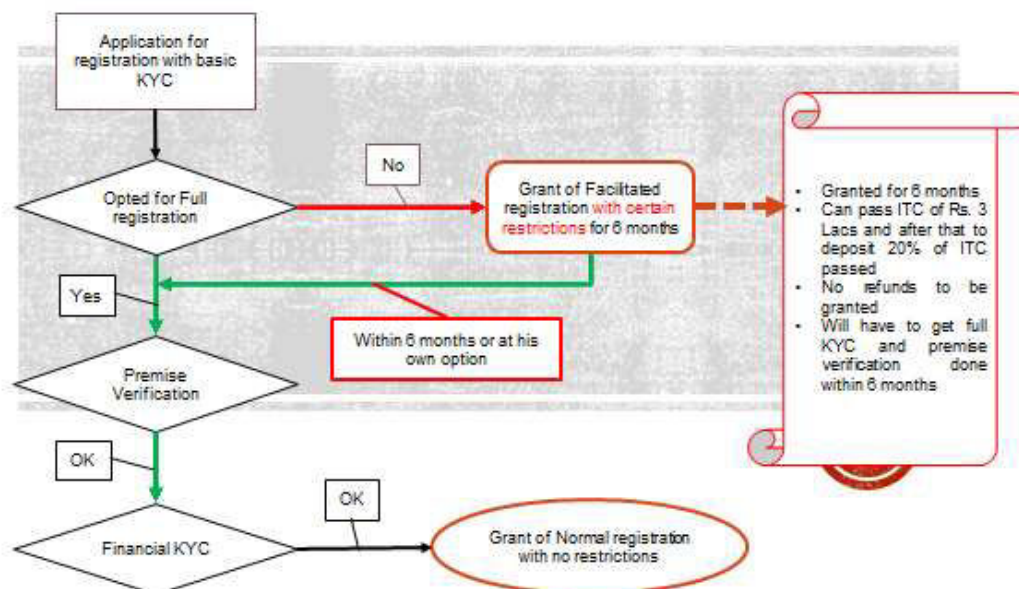 Application for
registration with basic
KYC
Opted for Full
registration
No
Grant of Facilitated
registration with certain
restrictions for 6 months
• Granted for 6 months
• Can pass ITC of Rs. 3
Lacs and after that to
deposit 20% of ITC
passed
• No refunds to be
granted
• Will have to get full
KYC and premise
verification done
within 6 months
Yes
Within 6 months or at his
own option
Premise
Verification
OK
OK
Financial KYC
Grant of Normal registration
with no restrictions